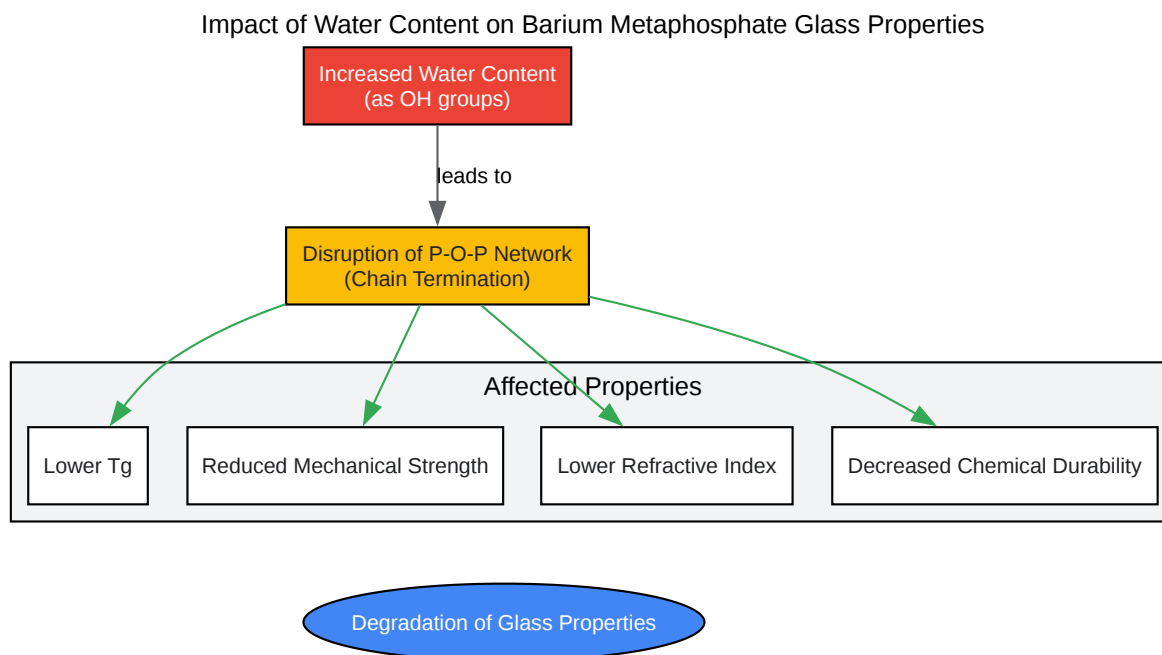 Impact of Water Content on Barium Metaphosphate Glass Properties
Increased Water Content
(as OH groups)
leads to
Disruption of P-O-P Network
(Chain Termination)
Affected Properties
Lower Tg
Reduced Mechanical Strength
Lower Refractive Index
Decreased Chemical Durability
Degradation of Glass Properties